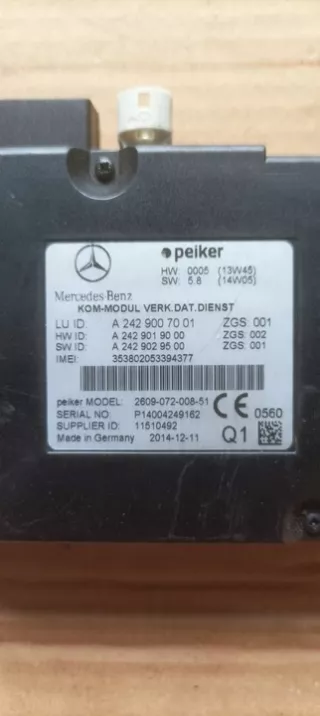 peiker
HW: 0005 (13W45)
SW: 5.8 (14W05)
Mercedes-Benz
KOM-MODUL VERK.DAT.DIENST
LU ID: A 242 900 70 01 ZGS: 001
HW ID: A 242 901 90 00 ZGS: 002
SW ID: A 242 902 95 00 ZGS: 001
IMEI: 353802053394377
peiker MODEL: 2609-072-008-51
SERIAL NO P14004249162 CE 0560
SUPPLIER ID: 11510492
Made in Germany 2014-12-11 Q1